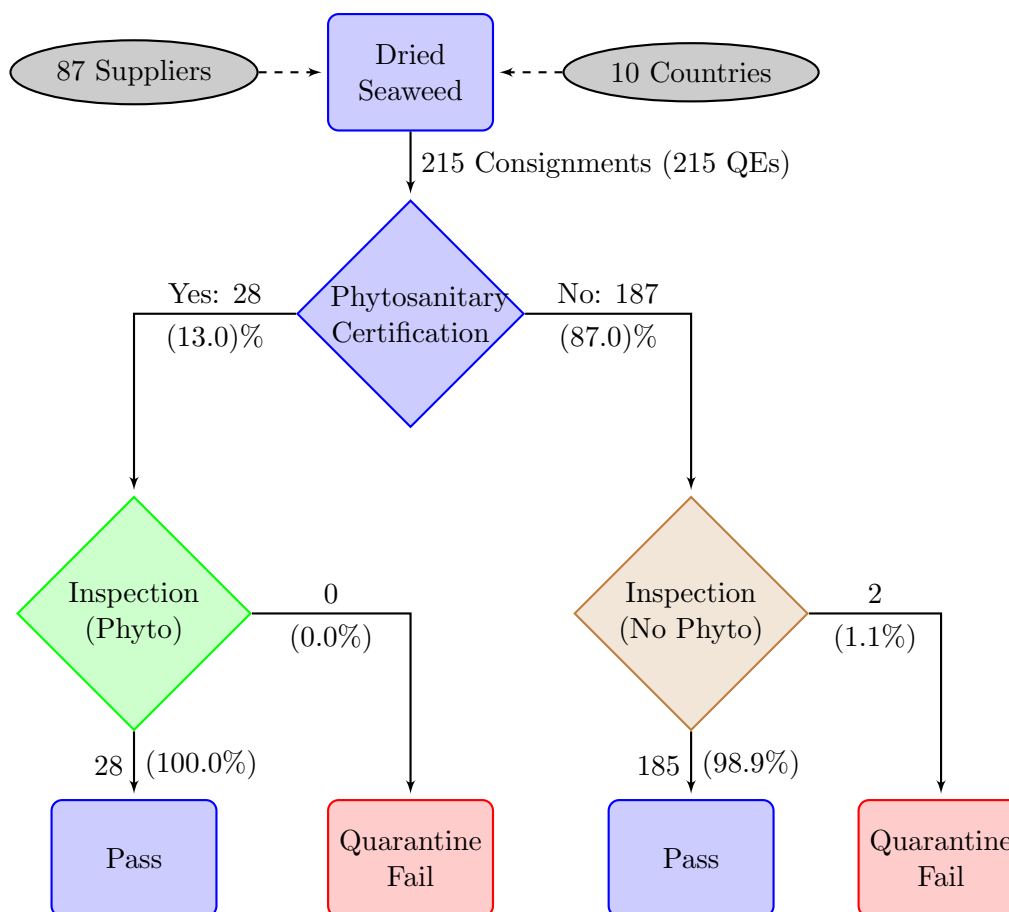 87 Suppliers
Dried
Seaweed
10 Countries
215 Consignments (215 QEs)
Yes: 28
(13.0)%
Phytosanitary
Certification
No: 187
(87.0)%
Inspection
(Phyto)
0
(0.0%)
Inspection
(No Phyto)
2
(1.1%)
28
(100.0%)
185
(98.9%)
Pass
Quarantine
Fail
Pass
Quarantine
Fail